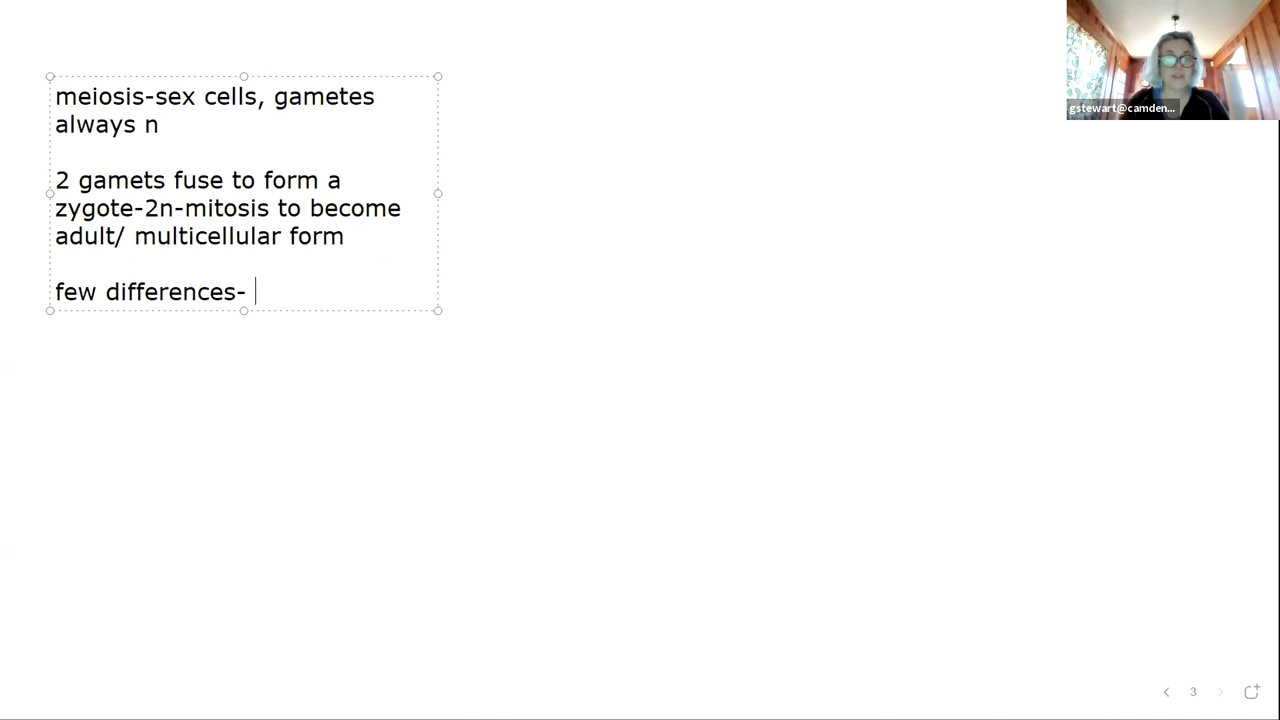 meiosis-sex cells, gametes
always n
2 gamets fuse to form a
zygote-2n-mitosis to become
adult/ multicellular form
few differences-
gstewart@camden...
3